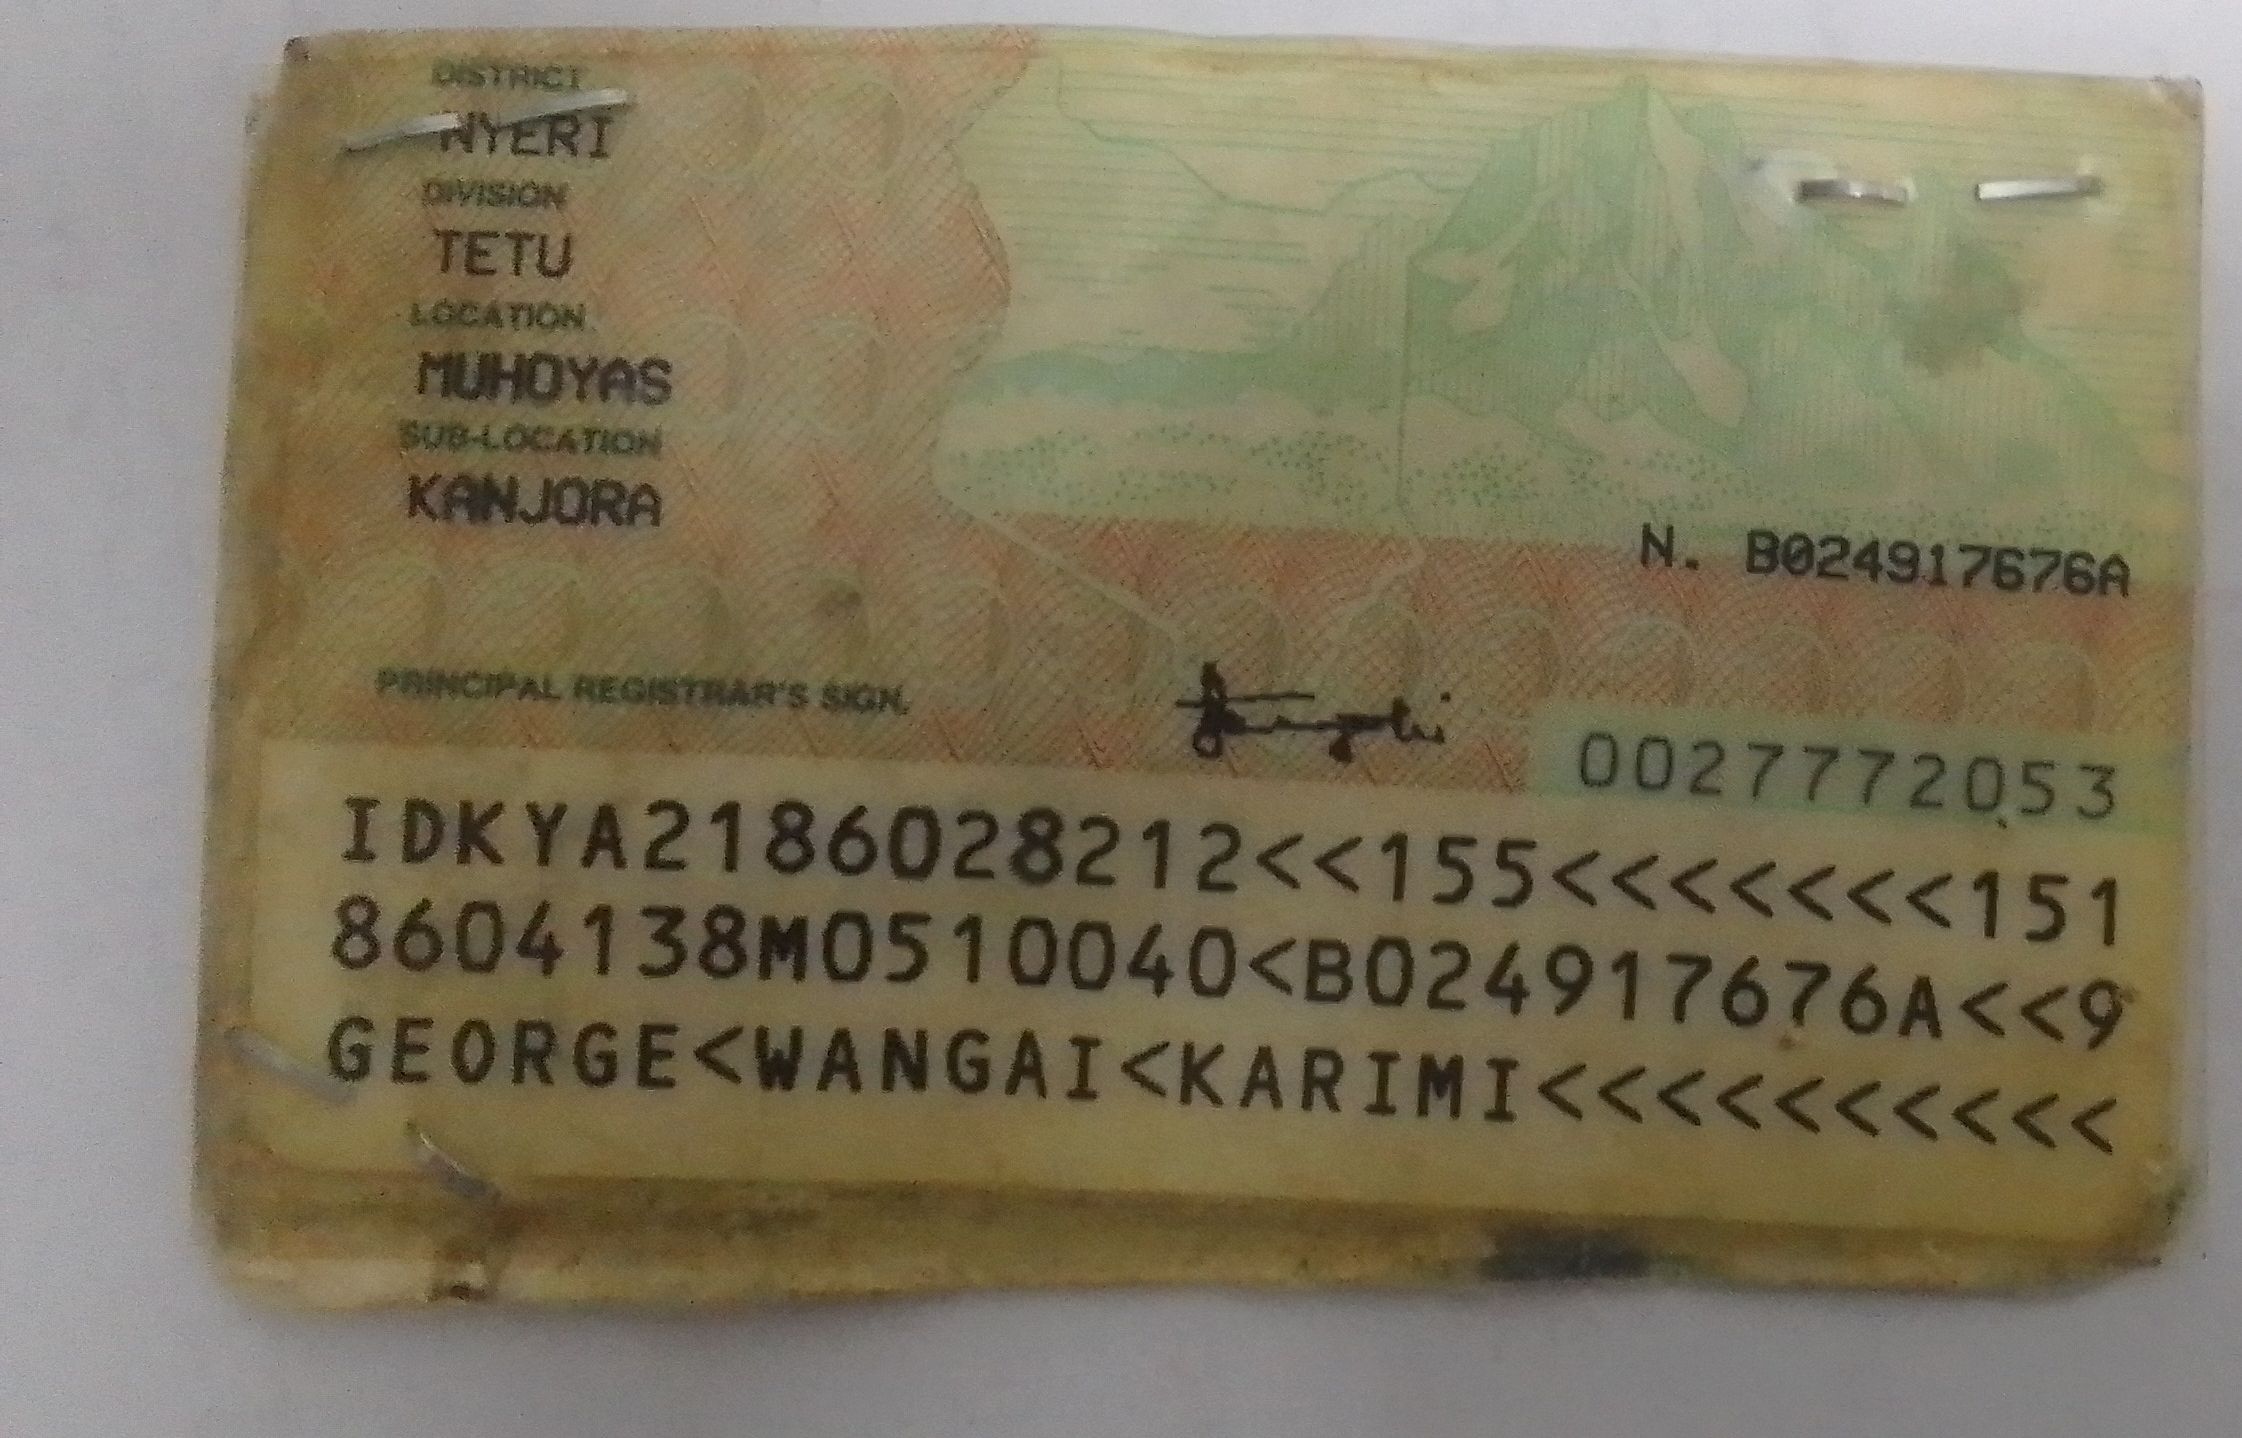 DISTRICT
NYERI
DIVISION
TETU
LOCATION
MUHOYAS
SUB-LOCATION
KANJORA
N. B024917676A
PRINCIPAL REGISTRAR'S SIGN.
0027772053
IDKYA2186028212<<155<<<<<<<151
8604138M0510040<B024917676A<<9
GEORGE<WANGAI<KARIMI<<<<<<<<<<